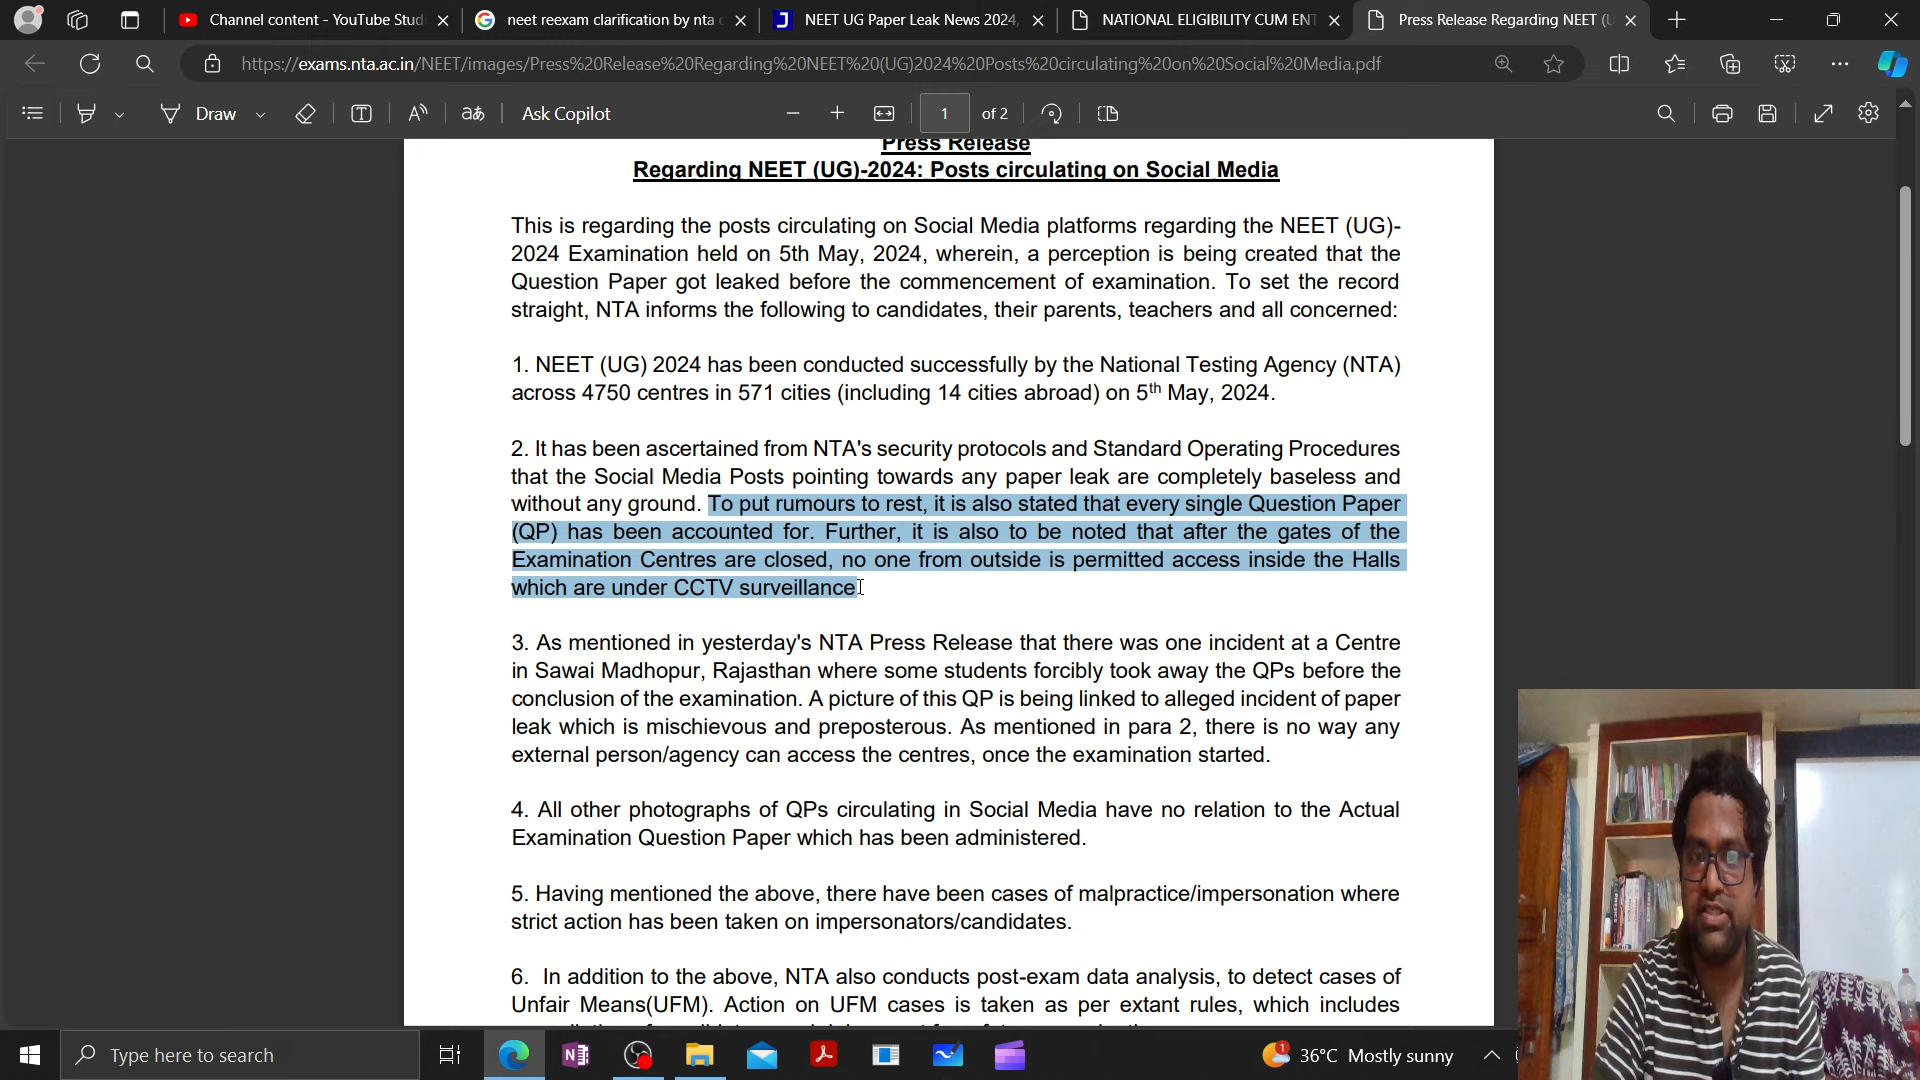 Channel content - YouTube Stud
neet reexam clarification by nta
NEET UG Paper Leak News 2024,
NATIONAL ELIGIBILITY CUM ENT
Press Release Regarding NEET (U
https://exams.nta.ac.in/NEET/images/Press%20Release%20Regarding%20NEET%20(UG)2024%20Posts%20circulating%20on%20Social%20Media.pdf
Draw
Ask Copilot
1 of 2
Press Release
Regarding NEET (UG)-2024: Posts circulating on Social Media
This is regarding the posts circulating on Social Media platforms regarding the NEET (UG)-
2024 Examination held on 5th May, 2024, wherein, a perception is being created that the
Question Paper got leaked before the commencement of examination. To set the record
straight, NTA informs the following to candidates, their parents, teachers and all concerned:
1. NEET (UG) 2024 has been conducted successfully by the National Testing Agency (NTA)
across 4750 centres in 571 cities (including 14 cities abroad) on 5th May, 2024.
2. It has been ascertained from NTA's security protocols and Standard Operating Procedures
that the Social Media Posts pointing towards any paper leak are completely baseless and
without any ground. To put rumours to rest, it is also stated that every single Question Paper
(QP) has been accounted for. Further, it is also to be noted that after the gates of the
Examination Centres are closed, no one from outside is permitted access inside the Halls
which are under CCTV surveillance
3. As mentioned in yesterday's NTA Press Release that there was one incident at a Centre
in Sawai Madhopur, Rajasthan where some students forcibly took away the QPs before the
conclusion of the examination. A picture of this QP is being linked to alleged incident of paper
leak which is mischievous and preposterous. As mentioned in para 2, there is no way any
external person/agency can access the centres, once the examination started.
4. All other photographs of QPs circulating in Social Media have no relation to the Actual
Examination Question Paper which has been administered.
5. Having mentioned the above, there have been cases of malpractice/impersonation where
strict action has been taken on impersonators/candidates.
6. In addition to the above, NTA also conducts post-exam data analysis, to detect cases of
Unfair Means(UFM). Action on UFM cases is taken as per extant rules, which includes
Type here to search
36°C Mostly sunny